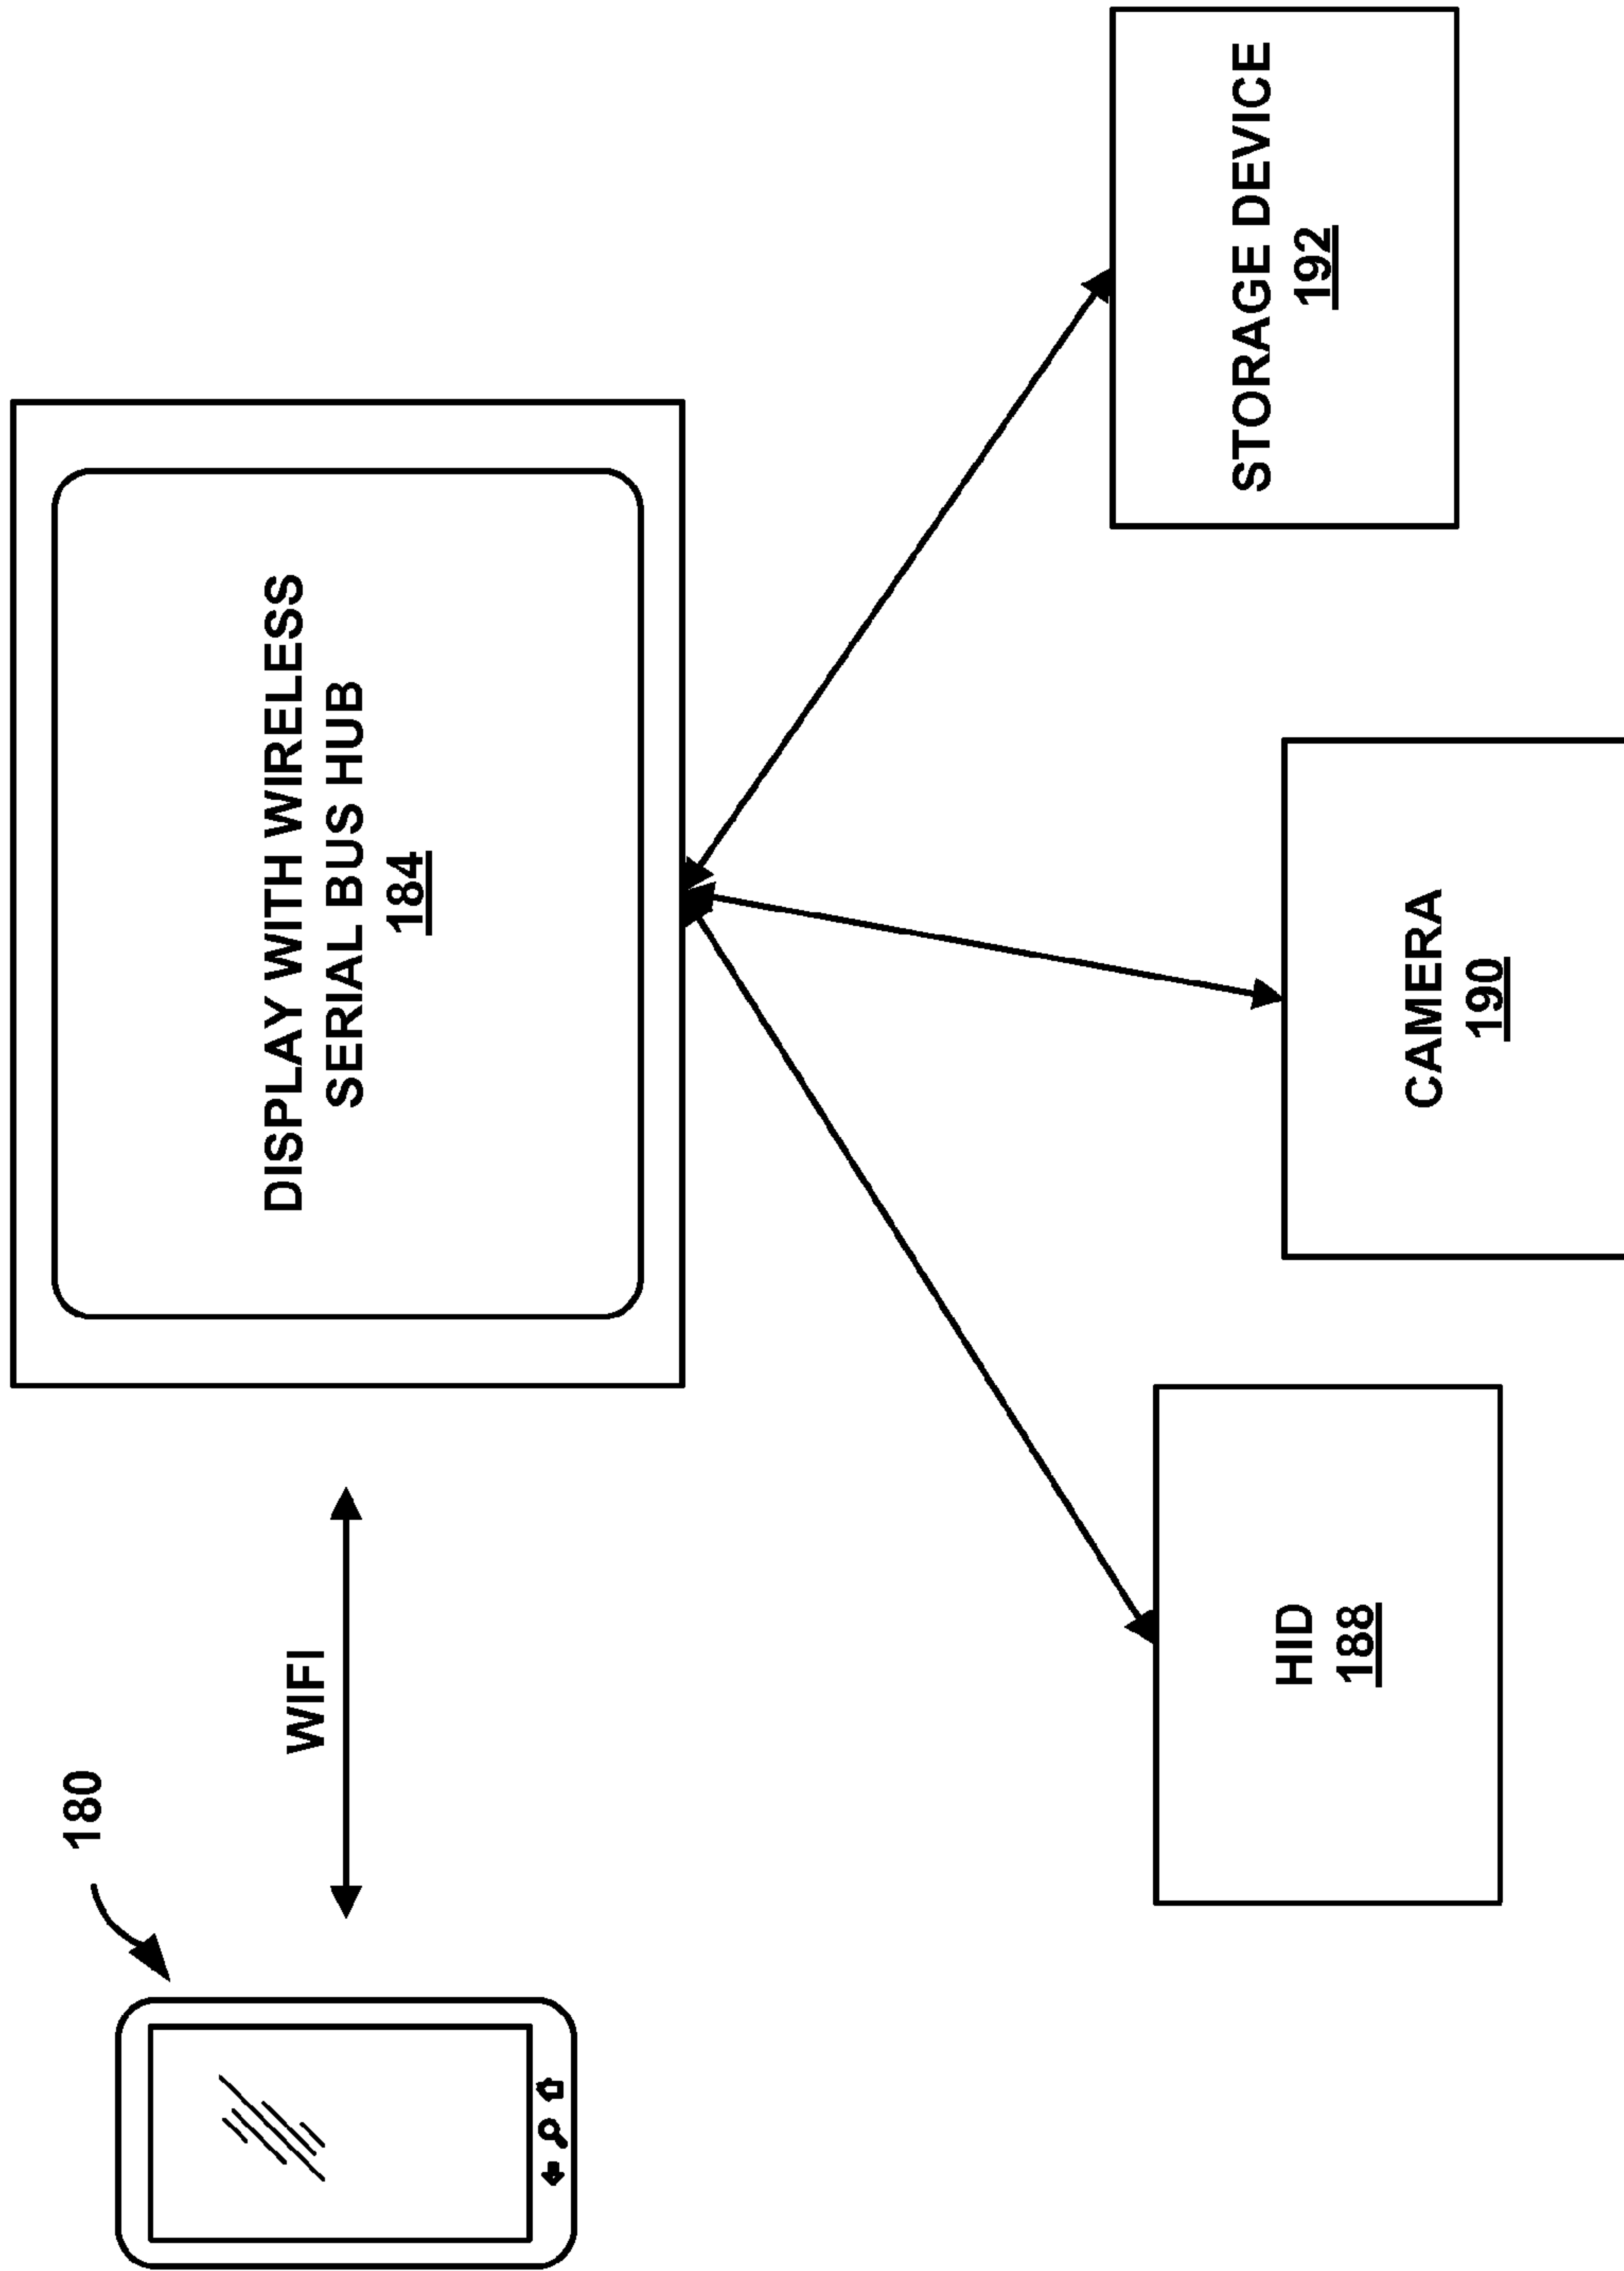 180
WIFI
DISPLAY WITH WIRELESS
SERIAL BUS HUB
184
HID
188
CAMERA
190
STORAGE DEVICE
192